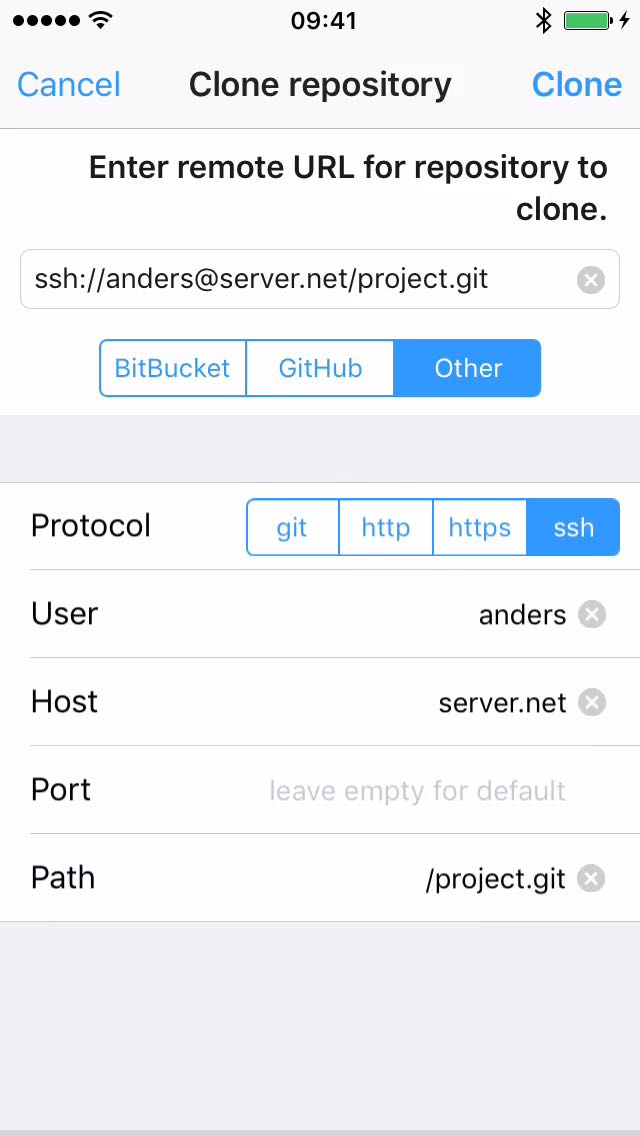 09:41
Cancel Clone repository Clone
Enter remote URL for repository to
clone.
ssh://anders@server.net/project.git
BitBucket GitHub Other
Protocol git http https ssh
User anders
Host server.net
Port leave empty for default
Path /project.git